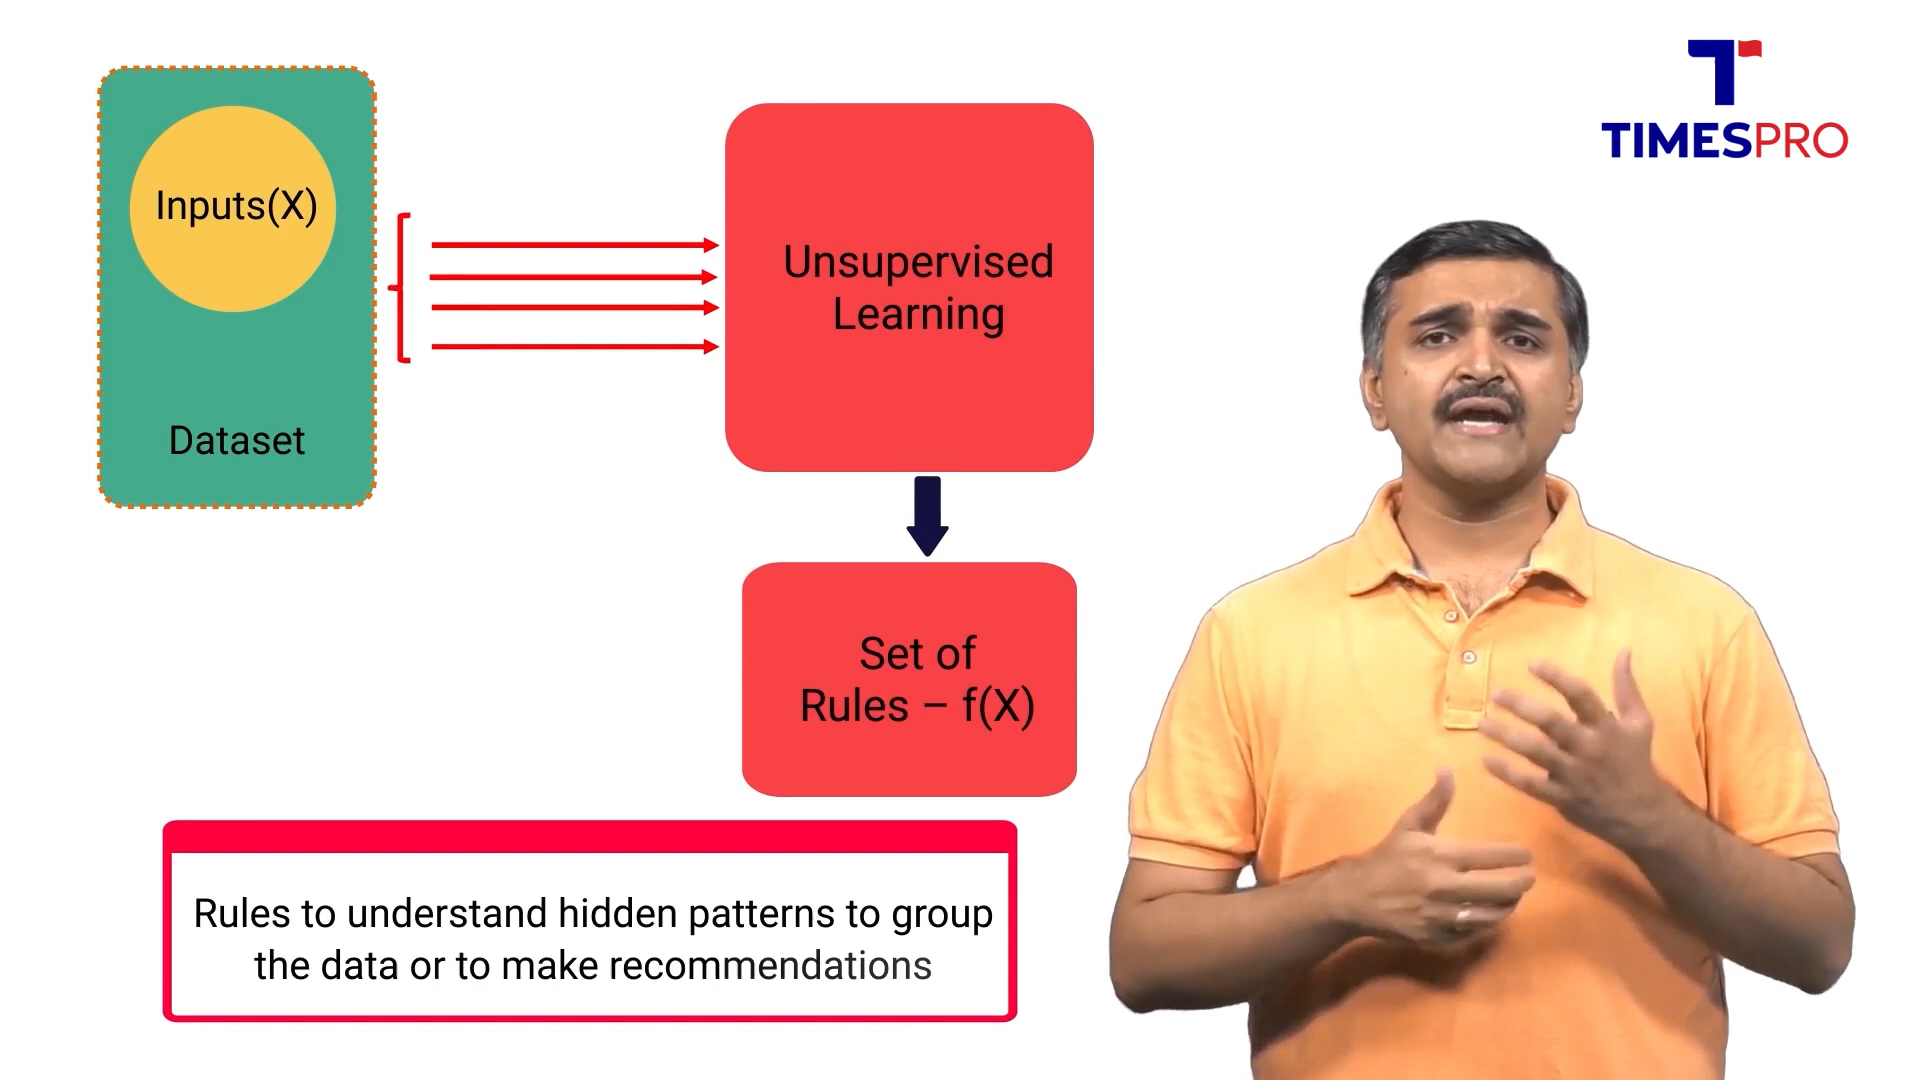 Inputs(X)
Dataset
Unsupervised
Learning
Set of
Rules – f(X)
Rules to understand hidden patterns to group
the data or to make recommendations
TIMESPRO